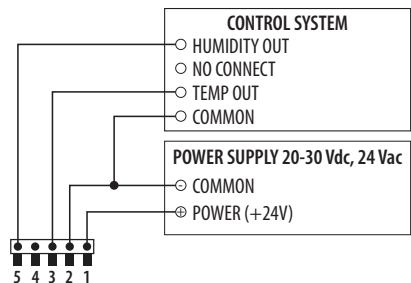 CONTROL SYSTEM
HUMIDITY OUT
NO CONNECT
TEMP OUT
COMMON
POWER SUPPLY 20-30 Vdc, 24 Vac
- COMMON
+ POWER (+24V)
5 4 3 2 1